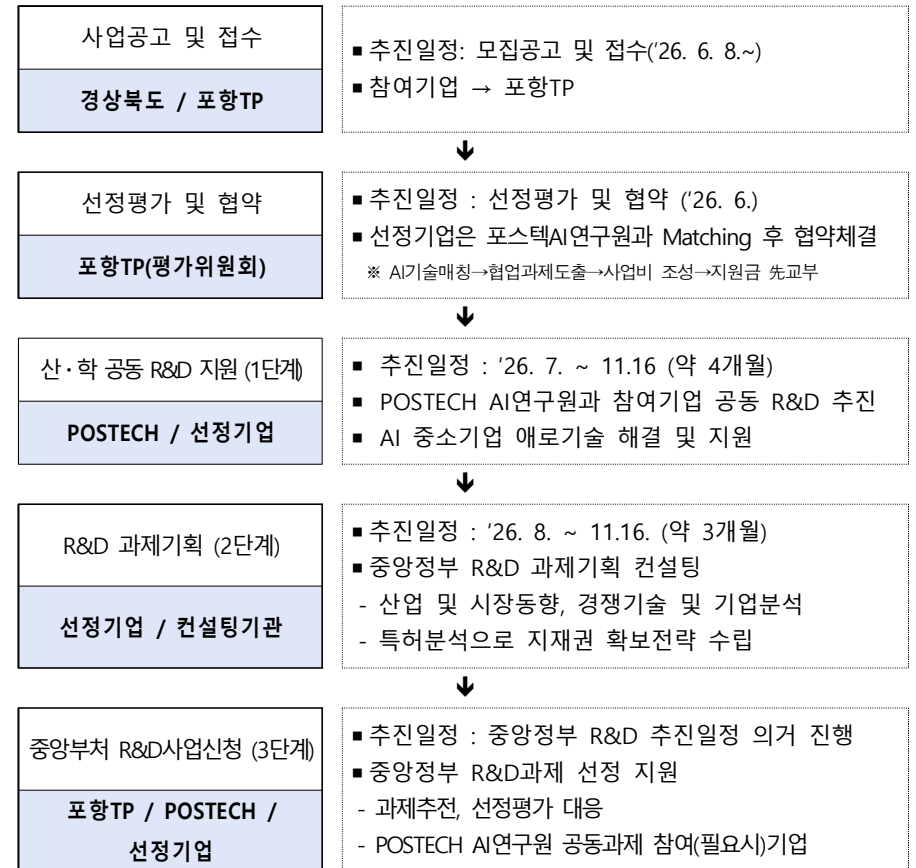 사업공고 및 접수
경상북도 / 포항TP
▪추진일정: 모집공고 및 접수('26. 6. 8.~)
▪참여기업 → 포항TP
🡻
선정평가 및 협약
포항TP(평가위원회)
▪추진일정 : 선정평가 및 협약 ('26. 6.)
▪선정기업은 포스텍AI연구원과 Matching 후 협약체결
※ AI기술매칭→협업과제도출→사업비 조성→지원금 先교부
🡻
산·학 공동 R&D 지원 (1단계)
POSTECH / 선정기업
▪ 추진일정 : '26. 7. ~ 11.16 (약 4개월)
▪ POSTECH AI연구원과 참여기업 공동 R&D 추진
▪ AI 중소기업 애로기술 해결 및 지원
🡻
R&D 과제기획 (2단계)
선정기업 / 컨설팅기관
▪추진일정 : '26. 8. ~ 11.16. (약 3개월)
▪중앙정부 R&D 과제기획 컨설팅
- 산업 및 시장동향, 경쟁기술 및 기업분석
- 특허분석으로 지재권 확보전략 수립
🡻
중앙부처 R&D사업신청 (3단계)
포항TP / POSTECH /
선정기업
▪추진일정 : 중앙정부 R&D 추진일정 의거 진행
▪중앙정부 R&D과제 선정 지원
- 과제추전, 선정평가 대응
- POSTECH AI연구원 공동과제 참여(필요시)기업